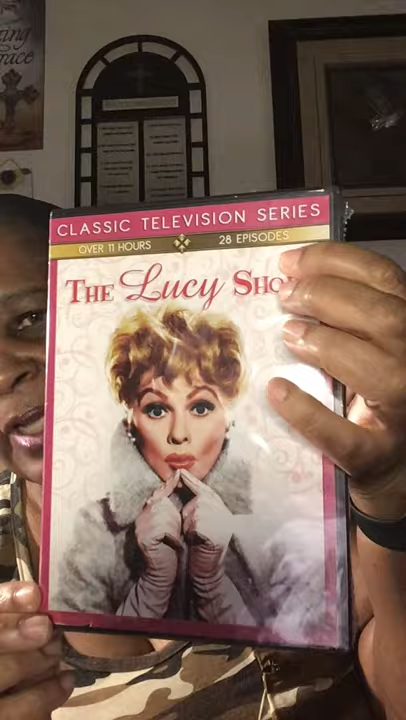 CLASSIC TELEVISION SERIES
OVER 11 HOURS 28 EPISODES
THE Lucy SHO